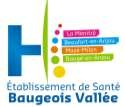 La Ménitré
Beaufort-en-Anjou
Mazé-Milon
Baugé-en-Anjou
Établissement de Santé
Baugeois Vallée